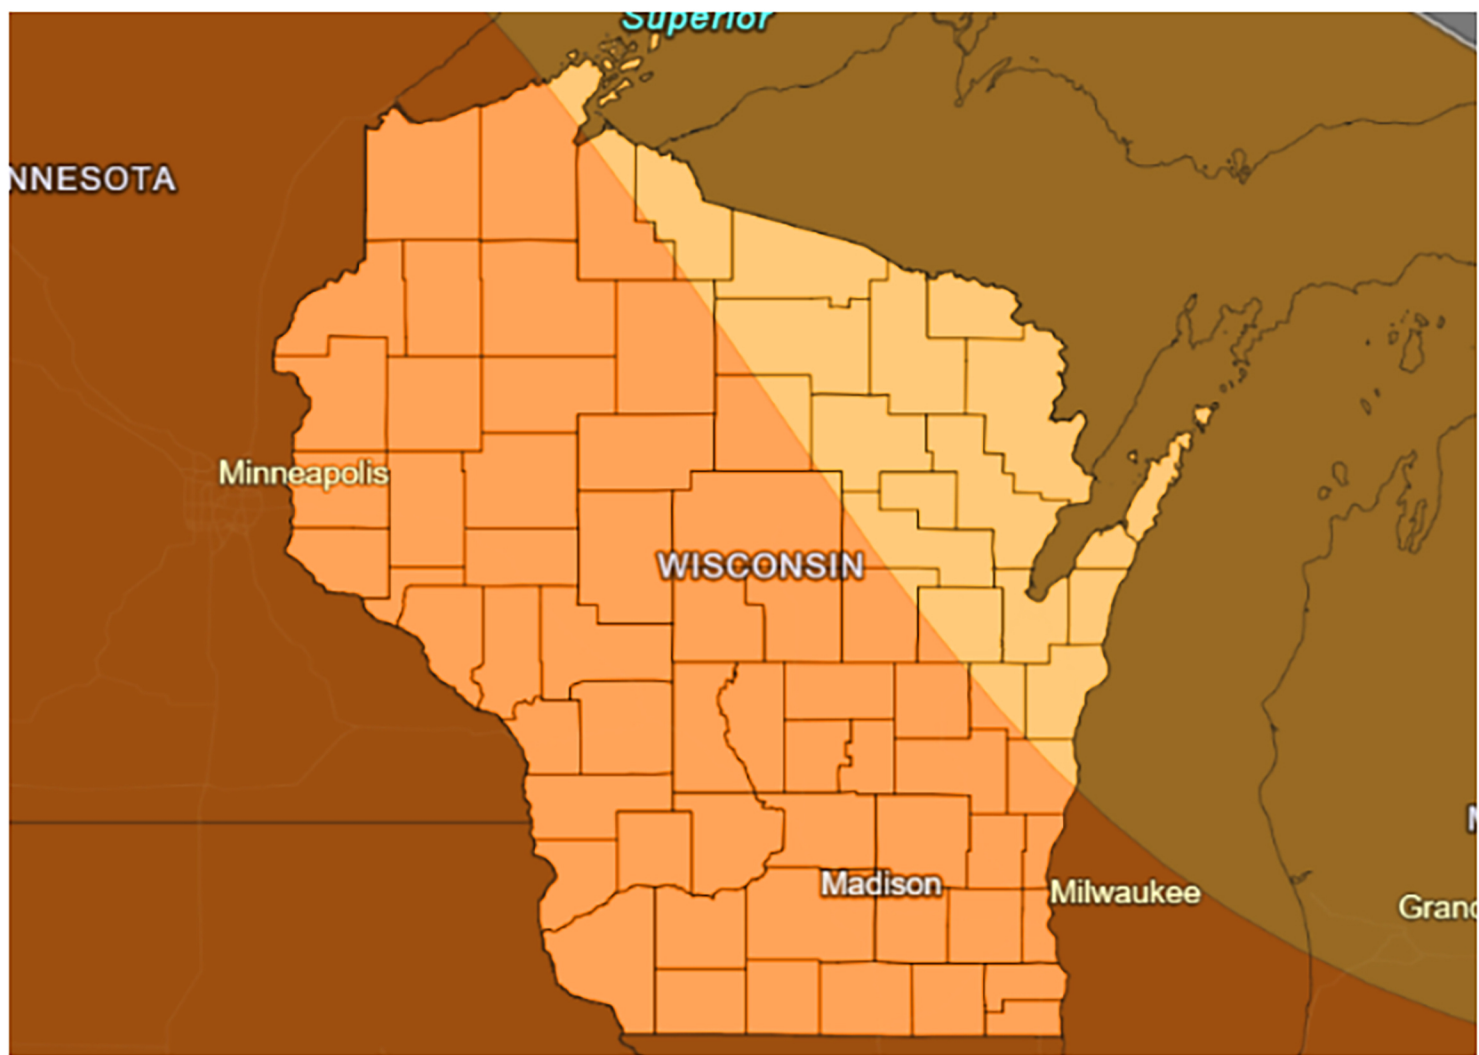 Superior
NNESOTA
Minneapolis
WISCONSIN
Madison
Milwaukee
Grand